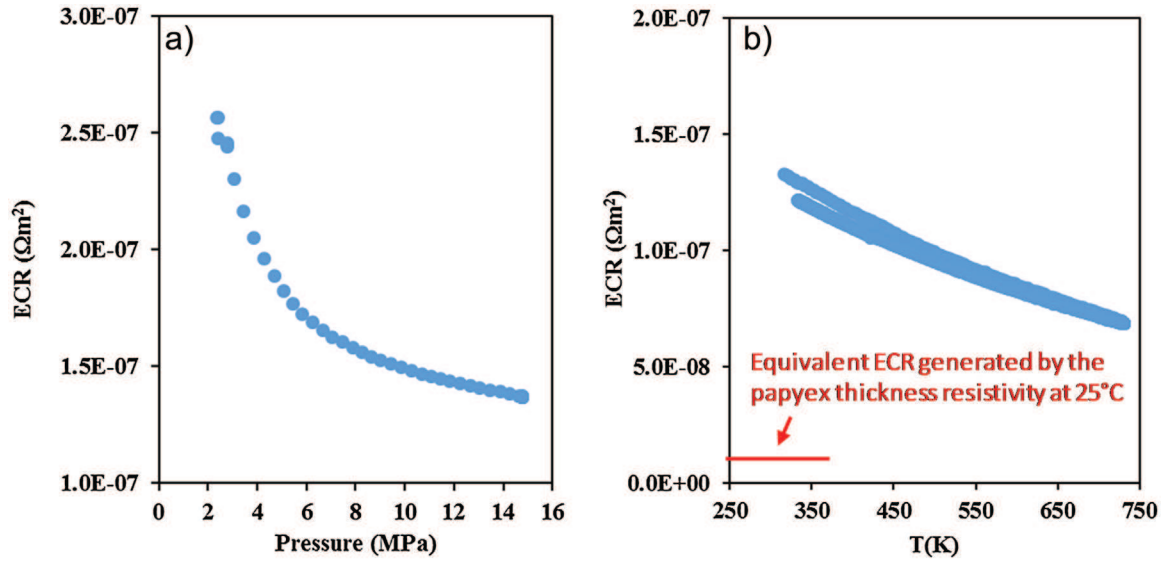 a)
3.0E-07
2.5E-07
2.0E-07
1.5E-07
1.0E-07
ECR (Ωm²)
0 2 4 6 8 10 12 14 16
Pressure (MPa)
b)
2.0E-07
1.5E-07
1.0E-07
5.0E-08
0.0E+00
ECR (Ωm²)
Equivalent ECR generated by the
papyex thickness resistivity at 25°C
250 350 450 550 650 750
T(K)